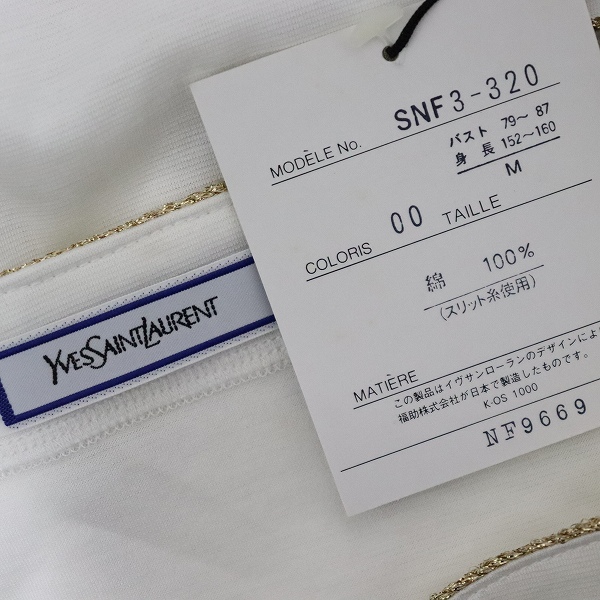 YVESSAINTLAURENT
MODÈLE No. SNF3-320
バスト 79〜 87
身 長 152〜160
COLORIS 00 TAILLE M
綿 100%
(スリット糸使用)
MATIÈRE
この製品はイヴサンローランのデザインによ
福助株式会社が日本で製造したものです。
K-OS 1000
NF9669